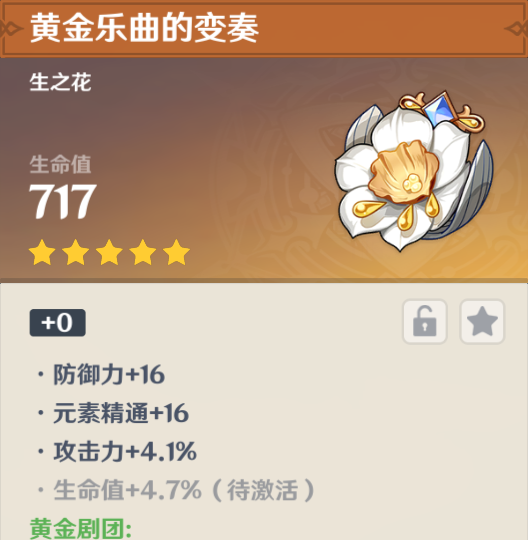 黄金乐曲的变奏
生之花
生命值
717
+0
·防御力+16
·元素精通+16
·攻击力+4.1%
·生命值+4.7%（待激活）
黄金剧团: